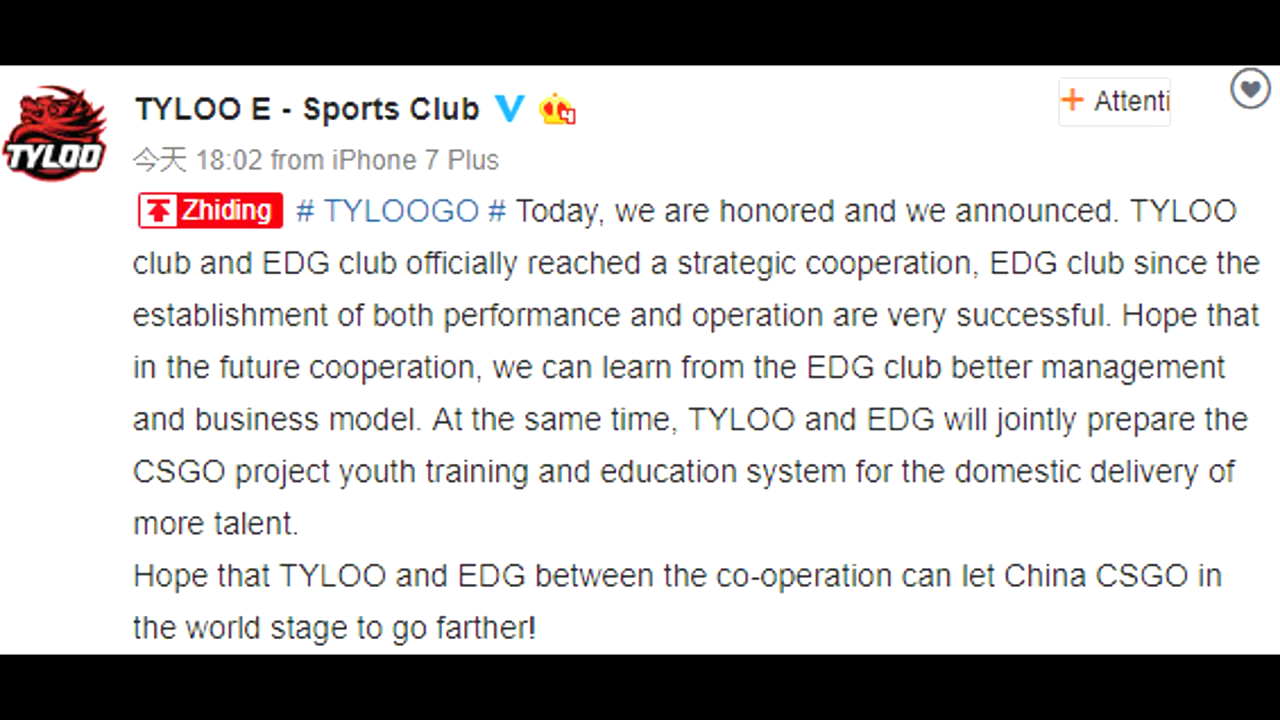 TYLOO
TYLOO E - Sports Club V 4
+ Attenti
今天 18:02 from iPhone 7 Plus
Zhiding # TYLOOGO # Today, we are honored and we announced. TYLOO
club and EDG club officially reached a strategic cooperation, EDG club since the
establishment of both performance and operation are very successful. Hope that
in the future cooperation, we can learn from the EDG club better management
and business model. At the same time, TYLOO and EDG will jointly prepare the
CSGO project youth training and education system for the domestic delivery of
more talent.
Hope that TYLOO and EDG between the co-operation can let China CSGO in
the world stage to go farther!